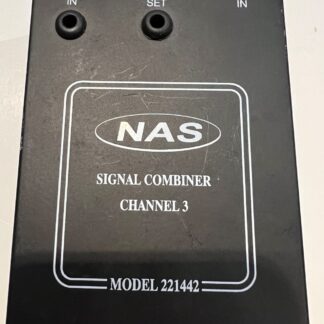 IN SET IN
NAS
SIGNAL COMBINER
CHANNEL 3
MODEL 221442